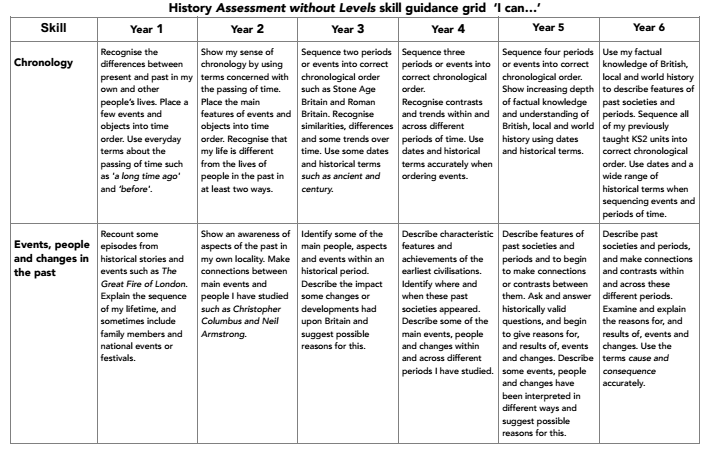 History Assessment without Levels skill guidance grid 'I can…'
Skill
Year 1
Year 2
Year 3
Year 4
Year 5
Year 6
Chronology
Recognise the
differences between
present and past in my
own and other
people's lives. Place a
few events and
objects into time
order. Use everyday
terms about the
passing of time such
as 'a long time ago'
and 'before'.
Show my sense of
chronology by using
terms concerned with
the passing of time.
Place the main
features of events and
objects into time
order. Recognise that
my life is different
from the lives of
people in the past in
at least two ways.
Sequence two periods
or events into correct
chronological order
such as Stone Age
Britain and Roman
Britain. Recognise
similarities, differences
and some trends over
time. Use some dates
and historical terms
such as ancient and
century.
Sequence three
periods or events into
correct chronological
order.
Recognise contrasts
and trends within and
across different
periods of time. Use
dates and historical
terms accurately when
ordering events.
Sequence four periods
or events into correct
chronological order.
Show increasing depth
of factual knowledge
and understanding of
British, local and world
history using dates
and historical terms.
Use my factual
knowledge of British,
local and world history
to describe features of
past societies and
periods. Sequence all
of my previously
taught KS2 units into
correct chronological
order. Use dates and a
wide range of
historical terms when
sequencing events and
periods of time.
Events, people
and changes in
the past
Recount some
episodes from
historical stories and
events such as The
Great Fire of London.
Explain the sequence
of my lifetime, and
sometimes include
family members and
national events or
festivals.
Show an awareness of
aspects of the past in
my own locality. Make
connections between
main events and
people I have studied
such as Christopher
Columbus and Neil
Armstrong.
Identify some of the
main people, aspects
and events within an
historical period.
Describe the impact
some changes or
developments had
upon Britain and
suggest possible
reasons for this.
Describe characteristic
features and
achievements of the
earliest civilisations.
Identify where and
when these past
societies appeared.
Describe some of the
main events, people
and changes within
and across different
periods I have studied.
Describe features of
past societies and
periods and to begin
to make connections
or contrasts between
them. Ask and answer
historically valid
questions, and begin
to give reasons for,
and results of, events
and changes. Describe
some events, people
and changes have
been interpreted in
different ways and
suggest possible
reasons for this.
Describe past
societies and periods,
and make connections
and contrasts within
and across these
different periods.
Examine and explain
the reasons for, and
results of, events and
changes. Use the
terms cause and
consequence
accurately.